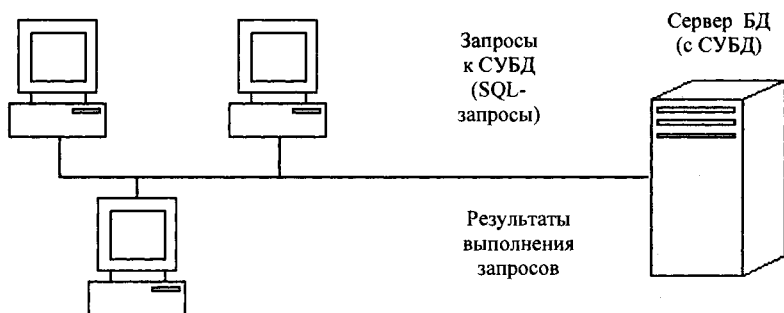 Запросы
к СУБД
(SQL-
запросы)
Сервер БД
(с СУБД)
Результаты
выполнения
запросов